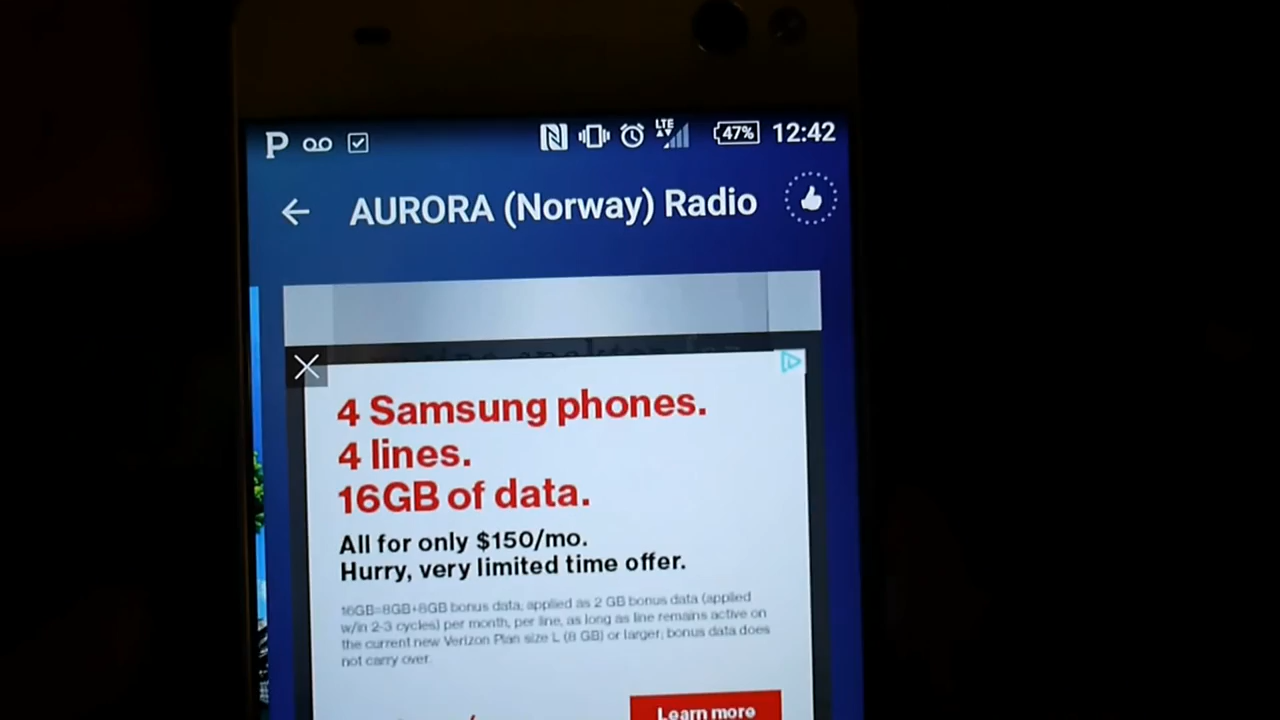 P LTE 47% 12:42
AURORA (Norway) Radio
4 Samsung phones.
4 lines.
16GB of data.
All for only $150/mo.
Hurry, very limited time offer.
16GB=8GB+8GB bonus data, applied as 2 GB bonus data (applied
w/in 2-3 cycles) per month, per line, as long as line remains active on
the current new Verizon Plan size L (8 GB) or larger; bonus data does
not carry over.
Learn more